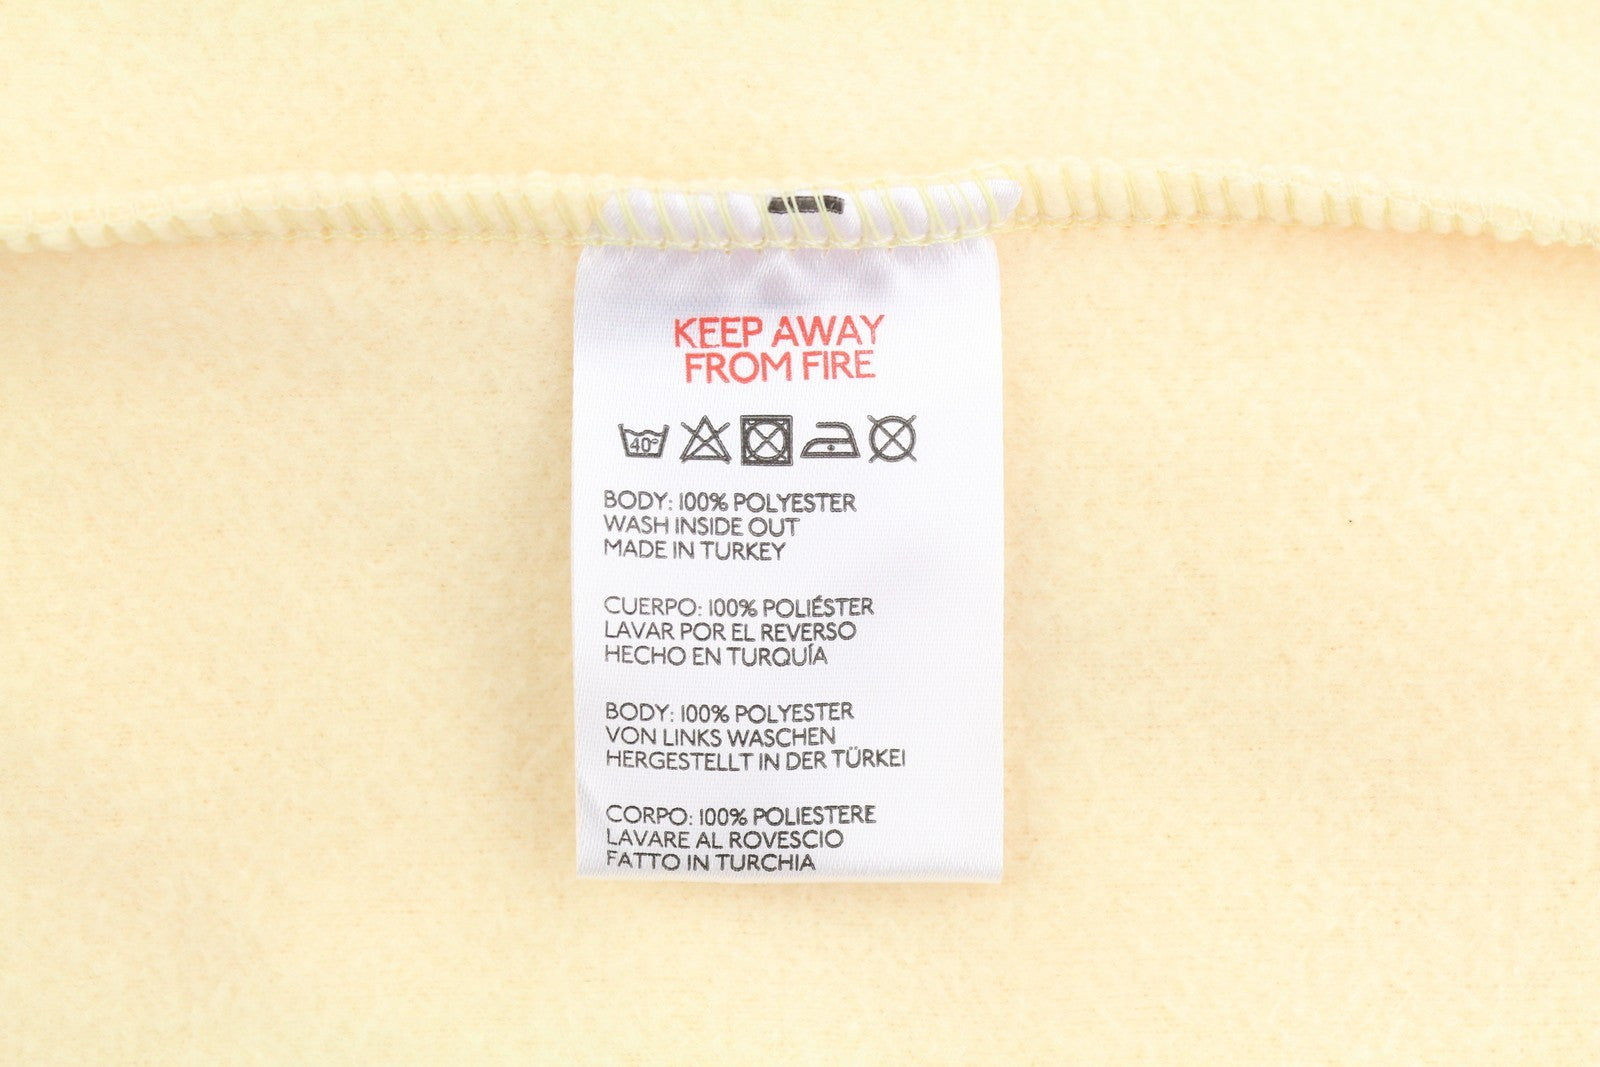 KEEP AWAY
FROM FIRE
40°
BODY: 100% POLYESTER
WASH INSIDE OUT
MADE IN TURKEY
CUERPO: 100% POLIÉSTER
LAVAR POR EL REVERSO
HECHO EN TURQUÍA
BODY: 100% POLYESTER
VON LINKS WASCHEN
HERGESTELLT IN DER TÜRKEI
CORPO: 100% POLIESTERE
LAVARE AL ROVESCIO
FATTO IN TURCHIA